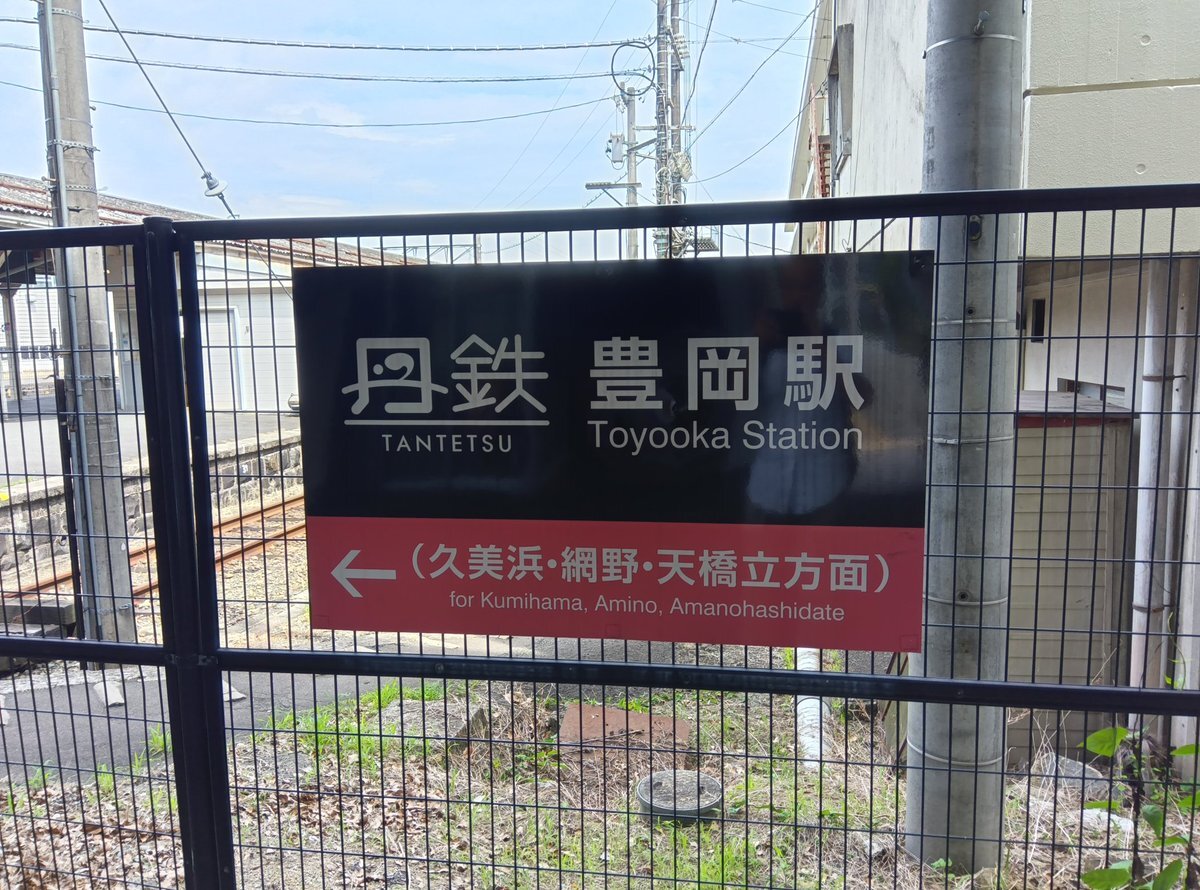 丹鉄 豊岡駅
TANTETSU Toyooka Station
← (久美浜・網野・天橋立方面)
for Kumihama, Amino, Amanohashidate